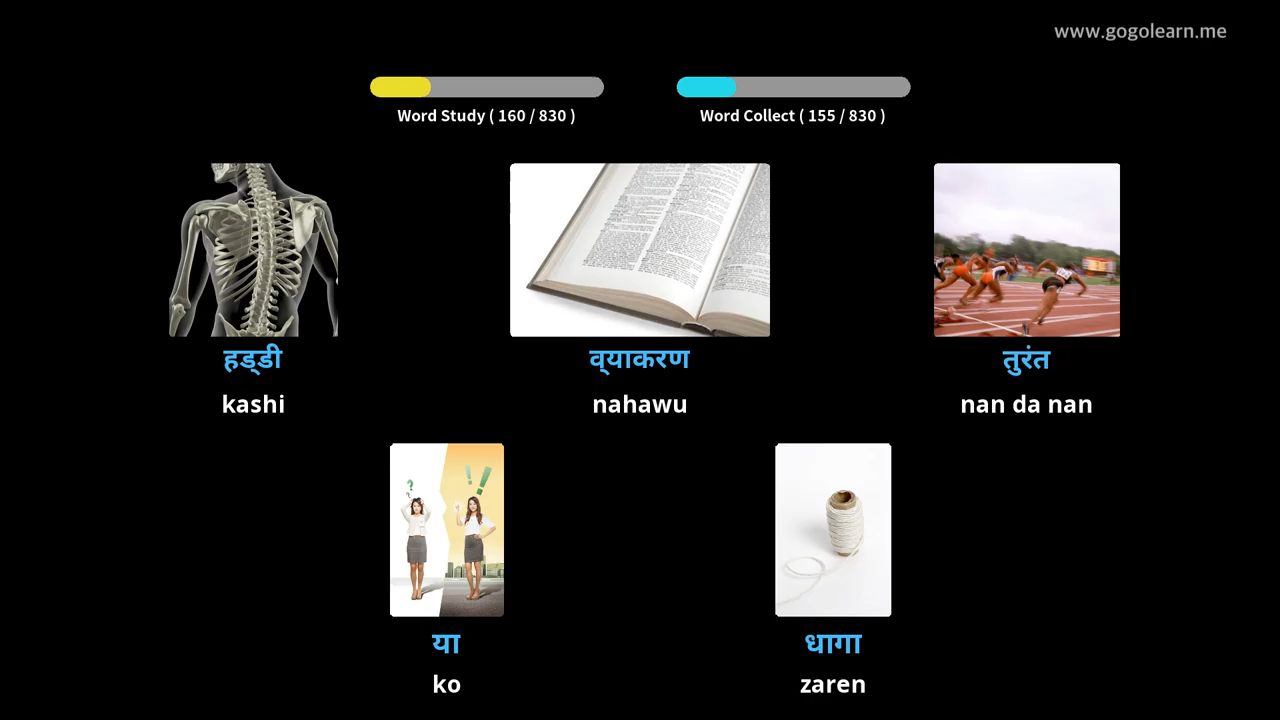 www.gogolearn.me
Word Study ( 160 / 830 )
Word Collect ( 155 / 830 )
हड्डी
व्याकरण
तुरंत
kashi
nahawu
nan da nan
या
धागा
ko
zaren